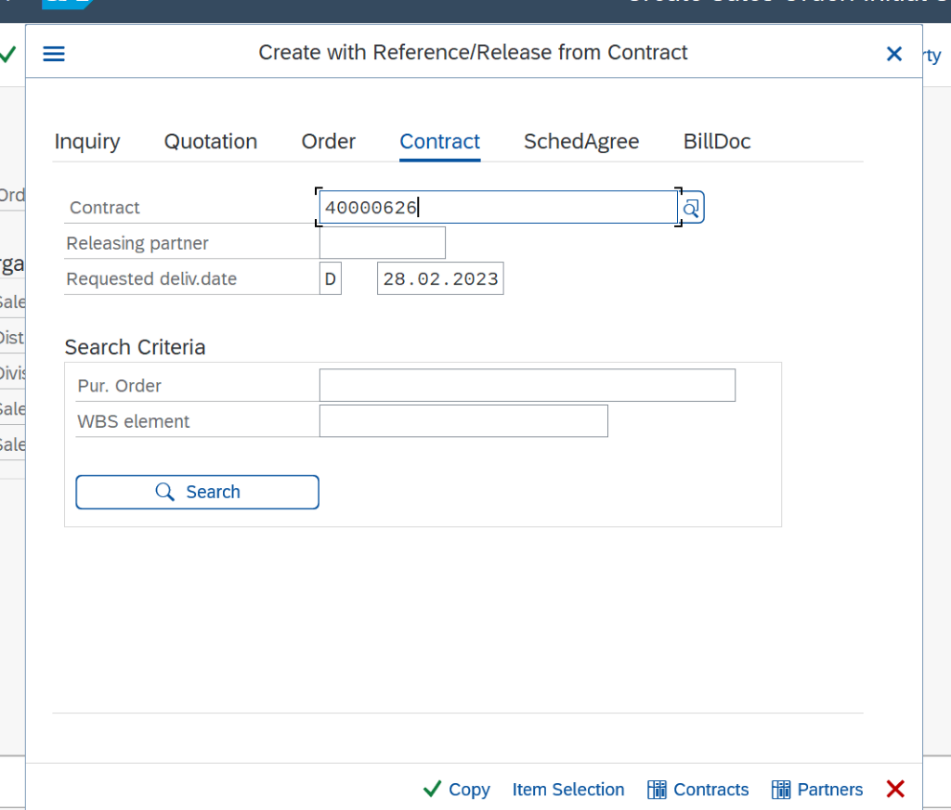 Create with Reference/Release from Contract
rty
Inquiry Quotation Order Contract SchedAgree BillDoc
Ord
Contract 40000626
Releasing partner
rga
Requested deliv.date D 28.02.2023
Sale
Dist
Search Criteria
Divis
Pur. Order
Sale
WBS element
Sale
Search
Copy Item Selection Contracts Partners